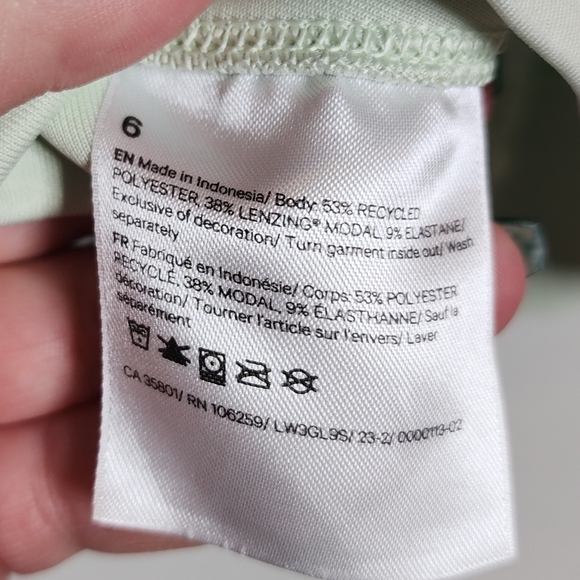 6
EN Made in Indonesia/ Body: 53% RECYCLED
POLYESTER, 38% LENZING® MODAL, 9% ELASTANE/
Exclusive of decoration/ Turn garment inside out/ Wash
separately
FR Fabriqué en Indonésie/ Corps: 53% POLYESTER
RECYCLÉ, 38% MODAL, 9% ÉLASTHANNE/ Sauf la
décoration/ Tourner l'article sur l'envers/ Laver
séparément
CA 35801/ RN 106259/ LW3GL9S/ 23-2/ 0000113-02